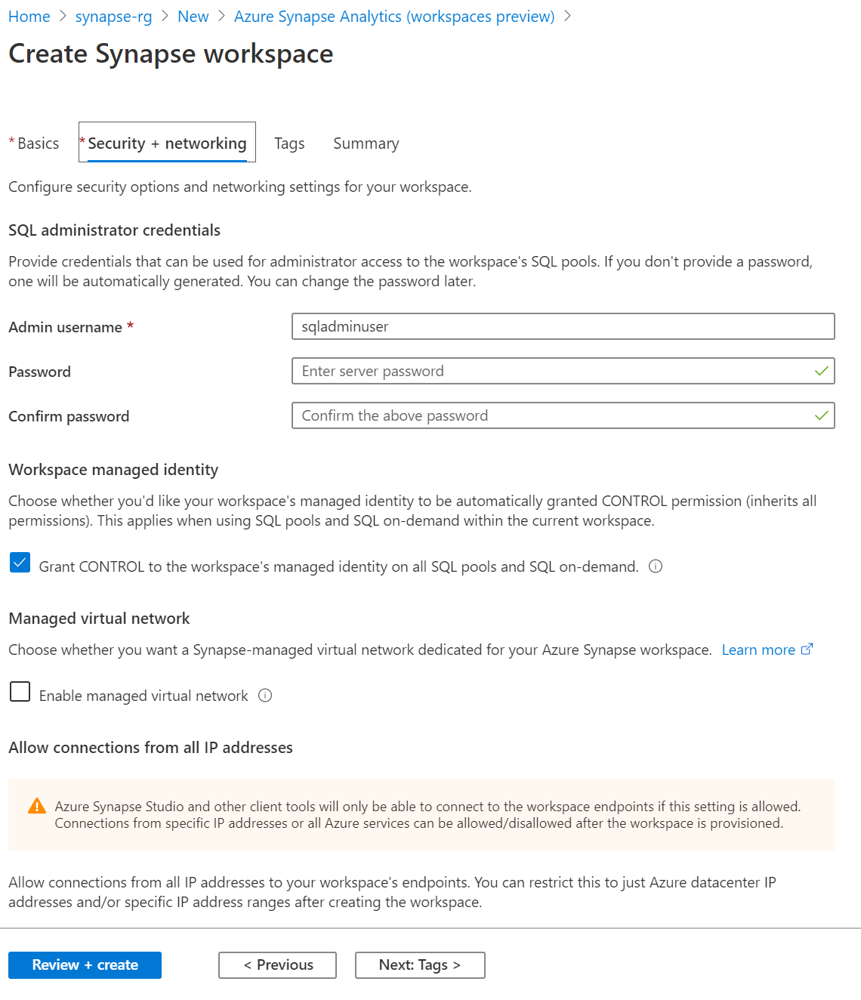 Home > synapse-rg > New > Azure Synapse Analytics (workspaces preview) >
Create Synapse workspace
* Basics * Security + networking Tags Summary
Configure security options and networking settings for your workspace.
SQL administrator credentials
Provide credentials that can be used for administrator access to the workspace's SQL pools. If you don't provide a password,
one will be automatically generated. You can change the password later.
Admin username * sqladminuser
Password Enter server password
Confirm password Confirm the above password
Workspace managed identity
Choose whether you'd like your workspace's managed identity to be automatically granted CONTROL permission (inherits all
permissions). This applies when using SQL pools and SQL on-demand within the current workspace.
Grant CONTROL to the workspace's managed identity on all SQL pools and SQL on-demand.
Managed virtual network
Choose whether you want a Synapse-managed virtual network dedicated for your Azure Synapse workspace. Learn more
Enable managed virtual network
Allow connections from all IP addresses
Azure Synapse Studio and other client tools will only be able to connect to the workspace endpoints if this setting is allowed.
Connections from specific IP addresses or all Azure services can be allowed/disallowed after the workspace is provisioned.
Allow connections from all IP addresses to your workspace's endpoints. You can restrict this to just Azure datacenter IP
addresses and/or specific IP address ranges after creating the workspace.
Review + create < Previous Next: Tags >